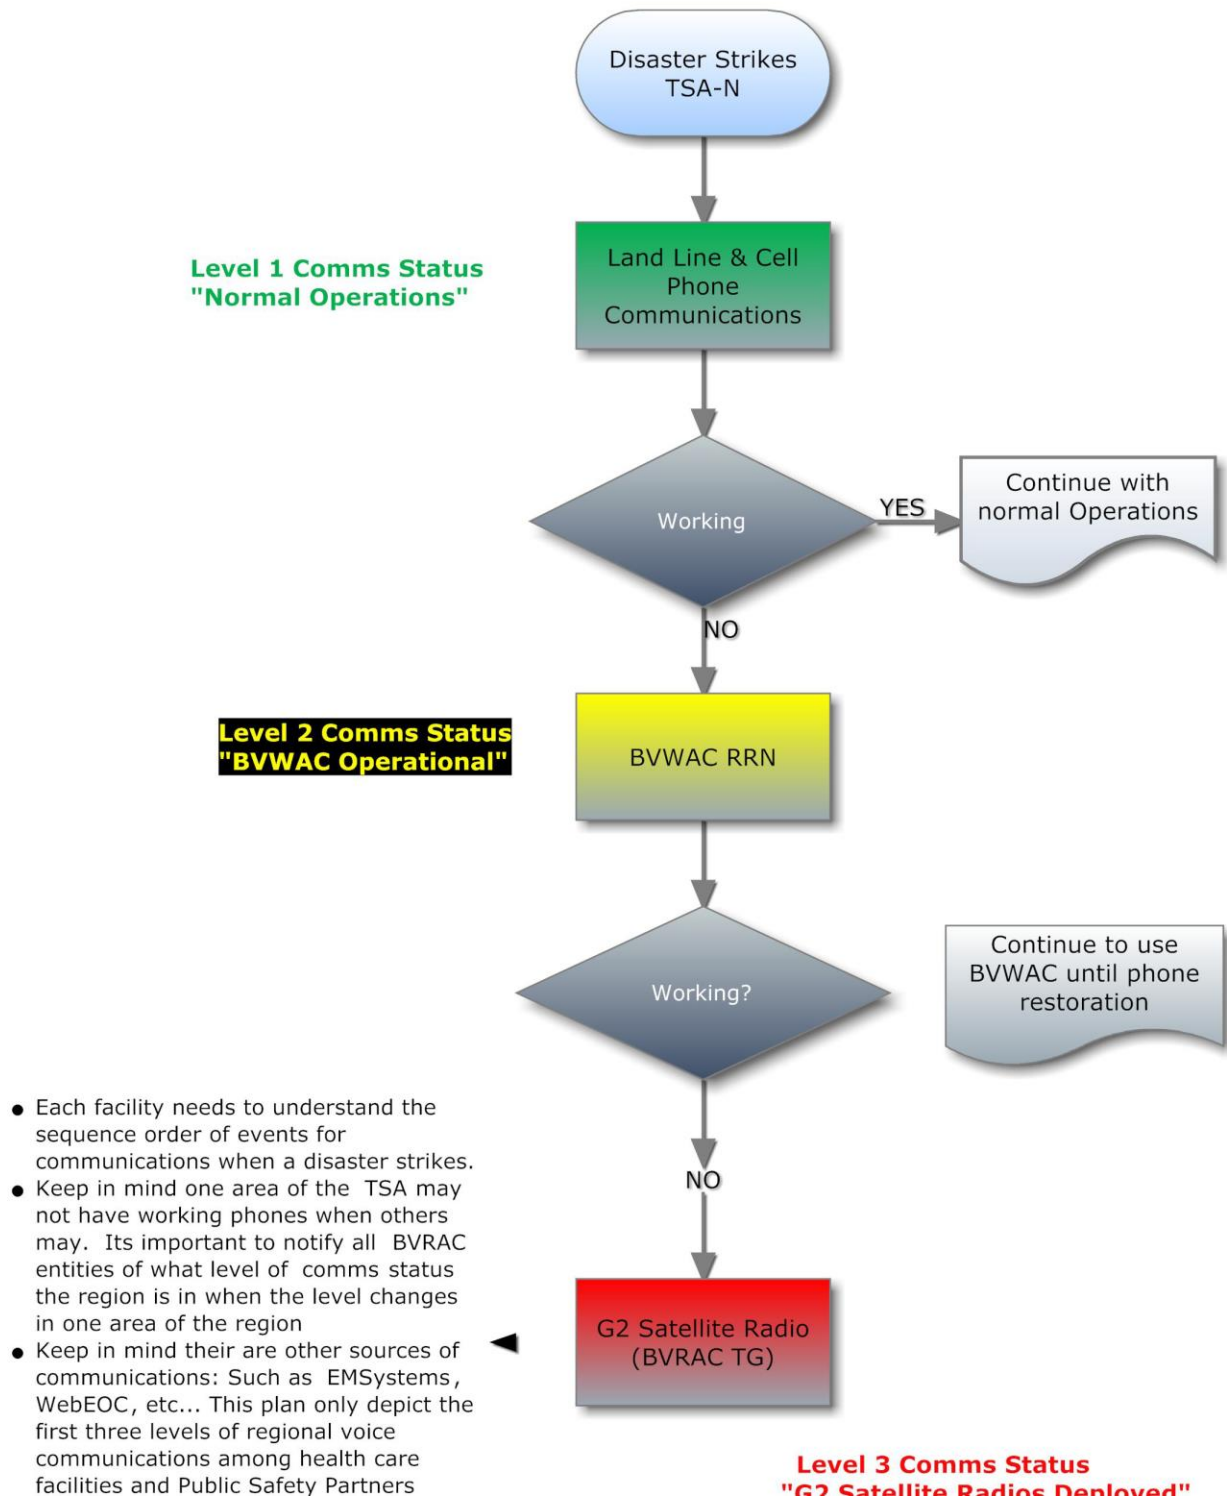 Disaster Strikes
TSA-N
Level 1 Comms Status
"Normal Operations"
Land Line & Cell
Phone
Communications
Working
YES
Continue with
normal Operations
NO
Level 2 Comms Status
"BVWAC Operational"
BVWAC RRN
Working?
Continue to use
BVWAC until phone
restoration
NO
● Each facility needs to understand the
sequence order of events for
communications when a disaster strikes.
● Keep in mind one area of the TSA may
not have working phones when others
may. Its important to notify all BVRAC
entities of what level of comms status
the region is in when the level changes
in one area of the region
● Keep in mind their are other sources of
communications: Such as EMSystems,
WebEOC, etc... This plan only depict the
first three levels of regional voice
communications among health care
facilities and Public Safety Partners
G2 Satellite Radio
(BVRAC TG)
Level 3 Comms Status
"G2 Satellite Radios Deployed"